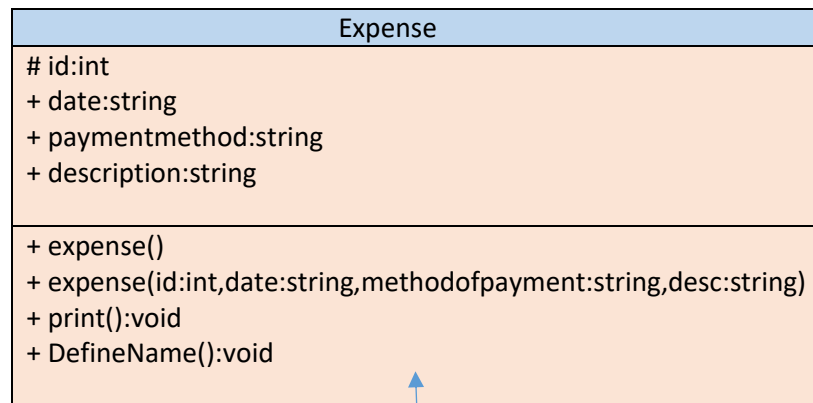 Expense
# id:int
+ date:string
+ paymentmethod:string
+ description:string
+ expense()
+ expense(id:int,date:string,methodofpayment:string,desc:string)
+ print():void
+ DefineName():void